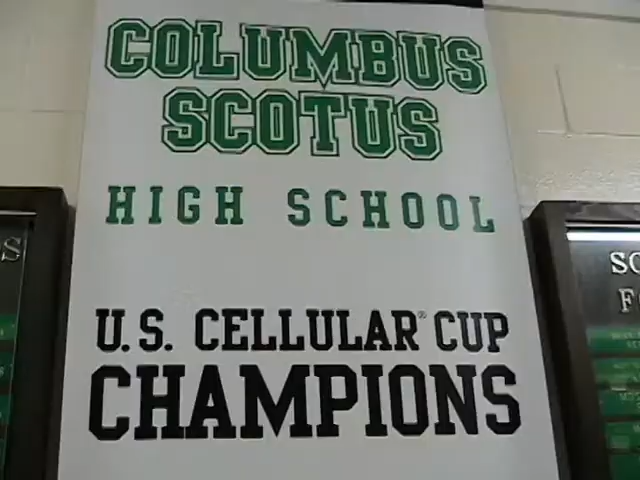 COLUMBUS
SCOTUS
HIGH SCHOOL
U.S. CELLULAR® CUP
CHAMPIONS